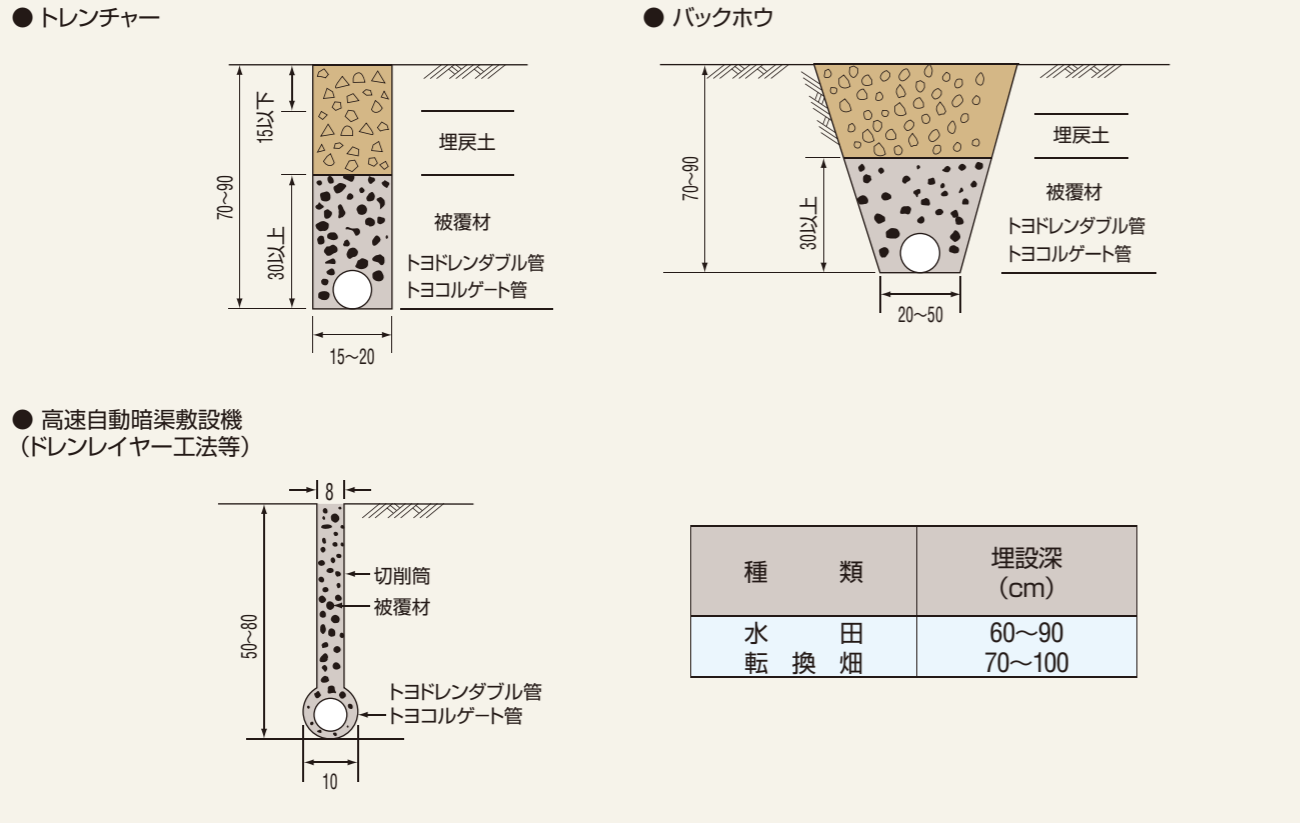 ● トレンチャー
15以下
70〜90
30以上
埋戻土
被覆材
トヨドレンダブル管
トヨコルゲート管
15〜20
● バックホウ
70〜90
30以上
埋戻土
被覆材
トヨドレンダブル管
トヨコルゲート管
20〜50
● 高速自動暗渠敷設機
（ドレンレイヤー工法等）
8
50〜80
切削筒
被覆材
トヨドレンダブル管
トヨコルゲート管
10
種　類 埋設深
（cm）
水　田 60〜90
転 換 畑 70〜100